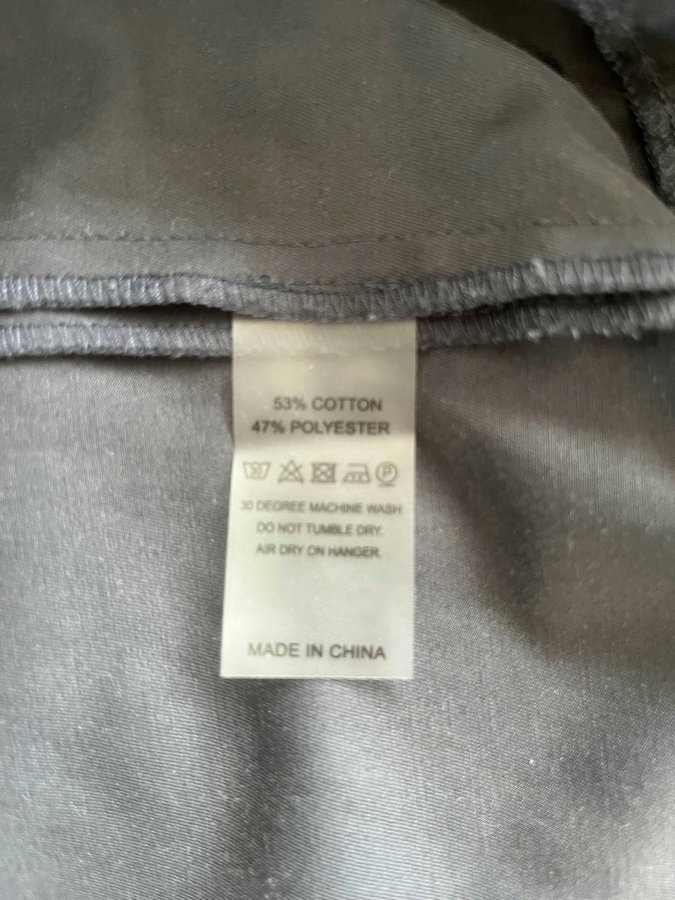 53% COTTON
47% POLYESTER
30 DEGREE MACHINE WASH
DO NOT TUMBLE DRY.
AIR DRY ON HANGER.
MADE IN CHINA